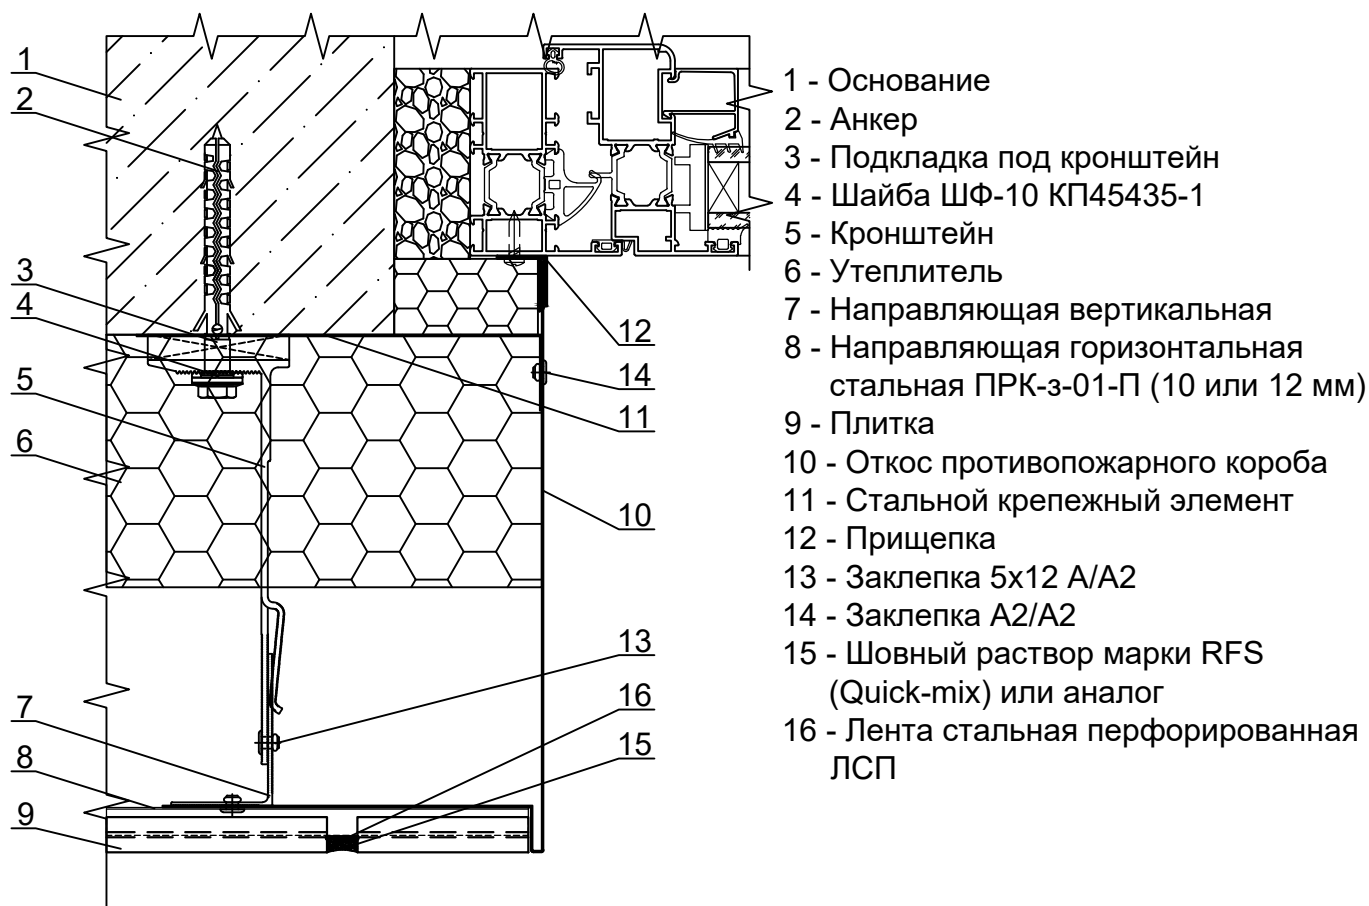 1
2
3
4
5
6
7
8
9
12
14
11
10
13
16
15
1 - Основание
2 - Анкер
3 - Подкладка под кронштейн
4 - Шайба ШФ-10 КП45435-1
5 - Кронштейн
6 - Утеплитель
7 - Направляющая вертикальная
8 - Направляющая горизонтальная
стальная ПРК-з-01-П (10 или 12 мм)
9 - Плитка
10 - Откос противопожарного короба
11 - Стальной крепежный элемент
12 - Прищепка
13 - Заклепка 5х12 А/А2
14 - Заклепка А2/А2
15 - Шовный раствор марки RFS
(Quick-mix) или аналог
16 - Лента стальная перфорированная
ЛСП